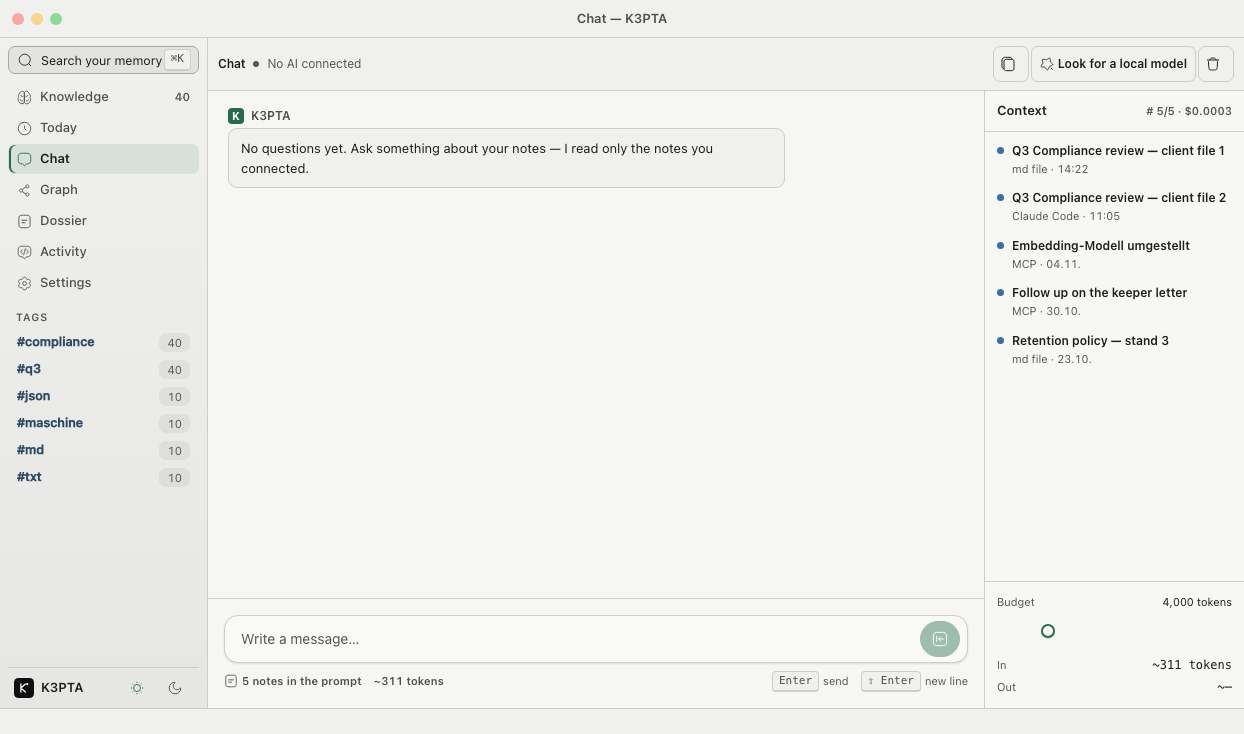 Chat — K3PTA
Search your memory ⌘K
Knowledge 40
Today
Chat
Graph
Dossier
Activity
Settings
TAGS
#compliance 40
#q3 40
#json 10
#maschine 10
#md 10
#txt 10
K3PTA
Chat ● No AI connected
Look for a local model
K K3PTA
No questions yet. Ask something about your notes — I read only the notes you
connected.
Write a message…
5 notes in the prompt ~311 tokens
Enter send ⇧ Enter new line
Context # 5/5 · $0.0003
Q3 Compliance review — client file 1
md file · 14:22
Q3 Compliance review — client file 2
Claude Code · 11:05
Embedding-Modell umgestellt
MCP · 04.11.
Follow up on the keeper letter
MCP · 30.10.
Retention policy — stand 3
md file · 23.10.
Budget 4,000 tokens
In ~311 tokens
Out ~—